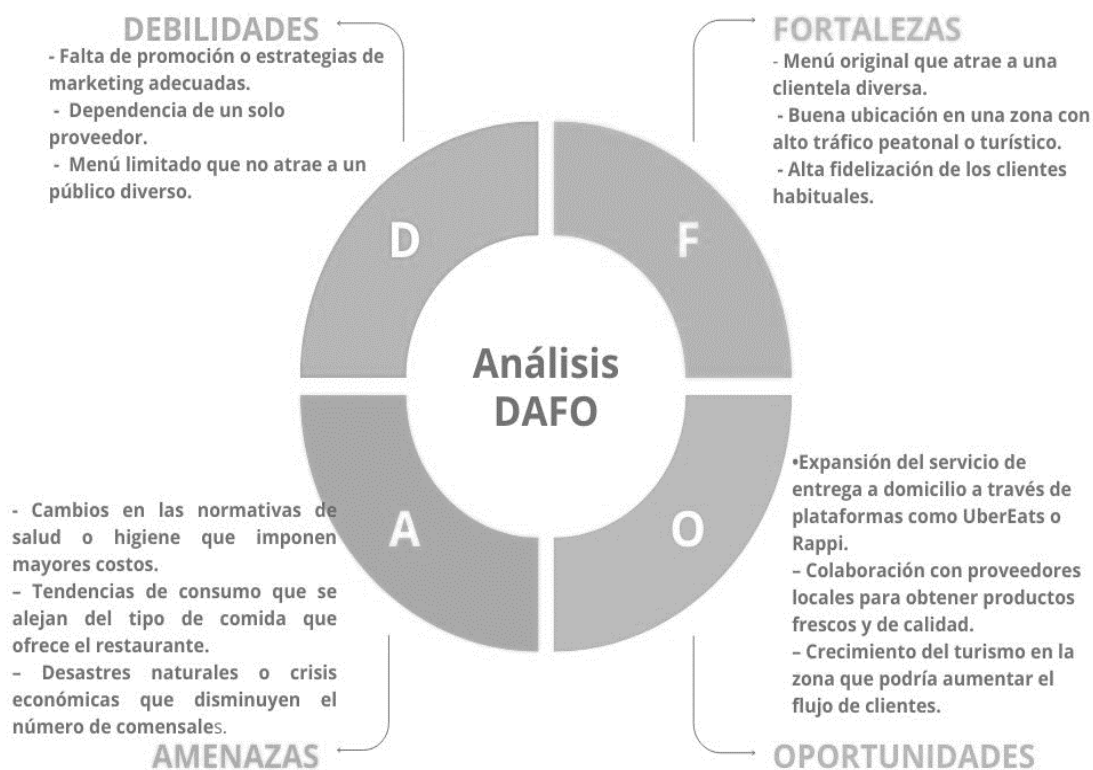 DEBILIDADES
- Falta de promoción o estrategias de
marketing adecuadas.
- Dependencia de un solo
proveedor.
- Menú limitado que no atrae a un
público diverso.
FORTALEZAS
- Menú original que atrae a una
clientela diversa.
- Buena ubicación en una zona con
alto tráfico peatonal o turístico.
- Alta fidelización de los clientes
habituales.
D
F
Análisis
DAFO
A
O
- Cambios en las normativas de
salud o higiene que imponen
mayores costos.
– Tendencias de consumo que se
alejan del tipo de comida que
ofrece el restaurante.
– Desastres naturales o crisis
económicas que disminuyen el
número de comensales.
AMENAZAS
•Expansión del servicio de
entrega a domicilio a través de
plataformas como UberEats o
Rappi.
– Colaboración con proveedores
locales para obtener productos
frescos y de calidad.
– Crecimiento del turismo en la
zona que podría aumentar el
flujo de clientes.
OPORTUNIDADES